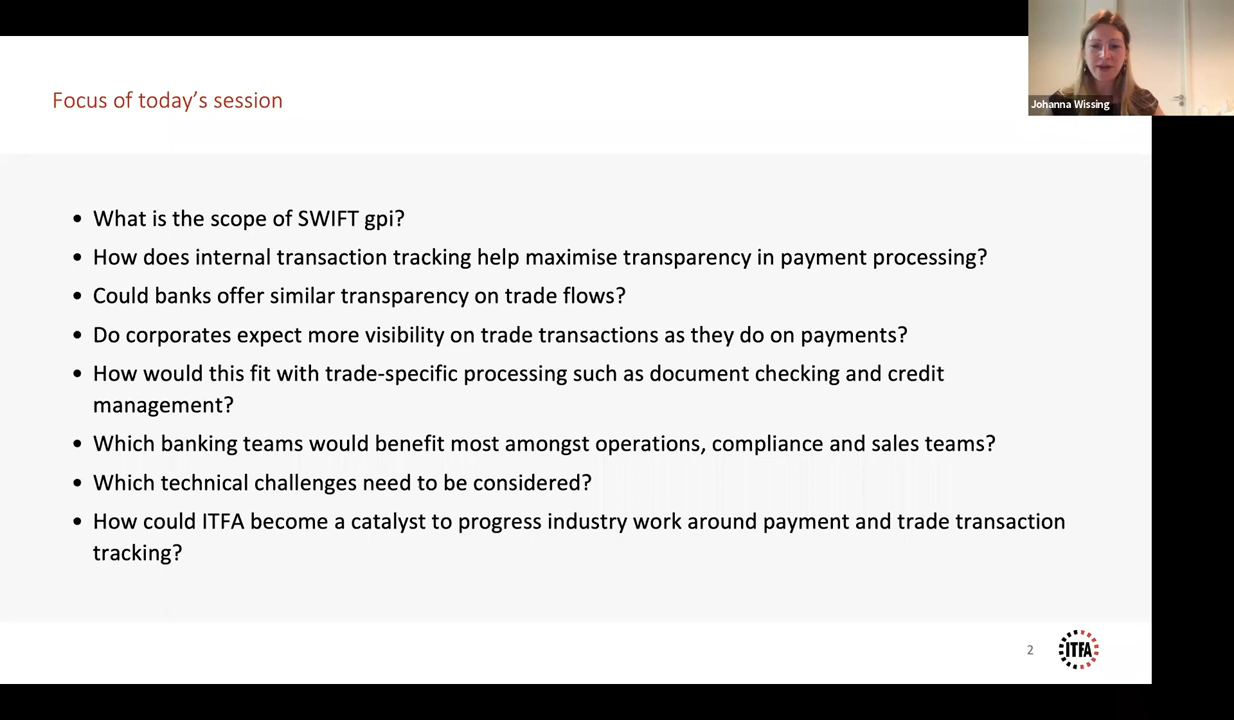 Focus of today's session
Johanna Wissing
• What is the scope of SWIFT gpi?
• How does internal transaction tracking help maximise transparency in payment processing?
• Could banks offer similar transparency on trade flows?
• Do corporates expect more visibility on trade transactions as they do on payments?
• How would this fit with trade-specific processing such as document checking and credit
management?
• Which banking teams would benefit most amongst operations, compliance and sales teams?
• Which technical challenges need to be considered?
• How could ITFA become a catalyst to progress industry work around payment and trade transaction
tracking?
2
ITFA